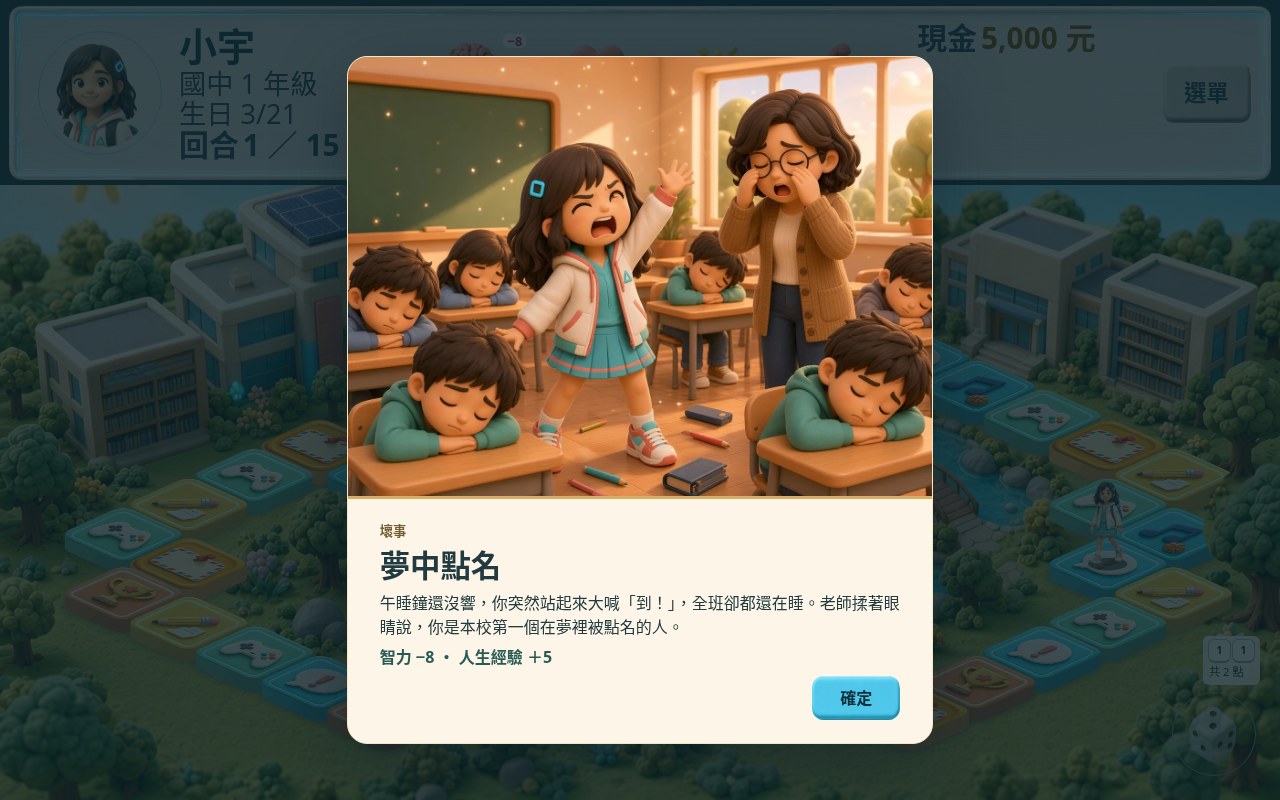 小宇
國中 1 年級
生日 3/21
回合 1 ／ 15
−8
現金 5,000 元
選單
壞事
夢中點名
午睡鐘還沒響，你突然站起來大喊「到！」，全班卻都還在睡。老師揉著眼
睛說，你是本校第一個在夢裡被點名的人。
智力 −8 · 人生經驗 ＋5
確定
1 1
共 2 點